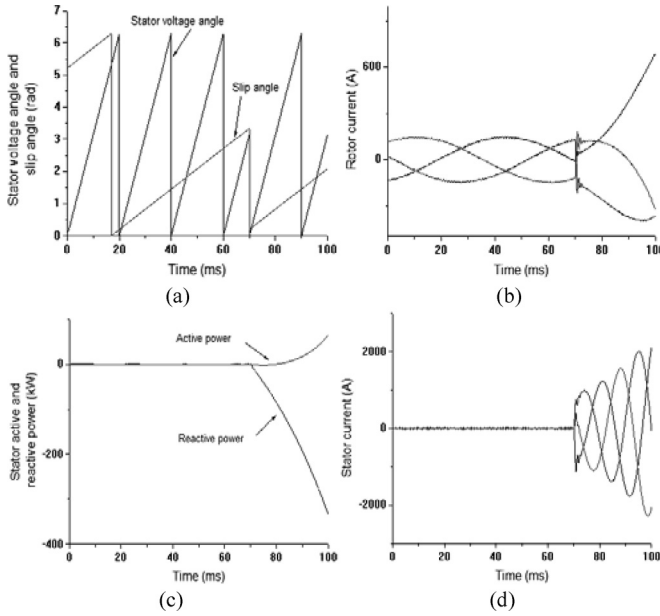 7
6
5
4
3
2
1
0
0 20 40 60 80 100
Stator voltage angle and
slip angle (rad)
Stator voltage angle
Slip angle
Time (ms)
(a)
600
0
0 20 40 60 80 100
Rotor current (A)
Time (ms)
(b)
0
-200
-400
0 20 40 60 80 100
Stator active and
reactive power (kW)
Active power
Reactive power
Time (ms)
(c)
2000
0
-2000
0 20 40 60 80 100
Stator current (A)
Time (ms)
(d)